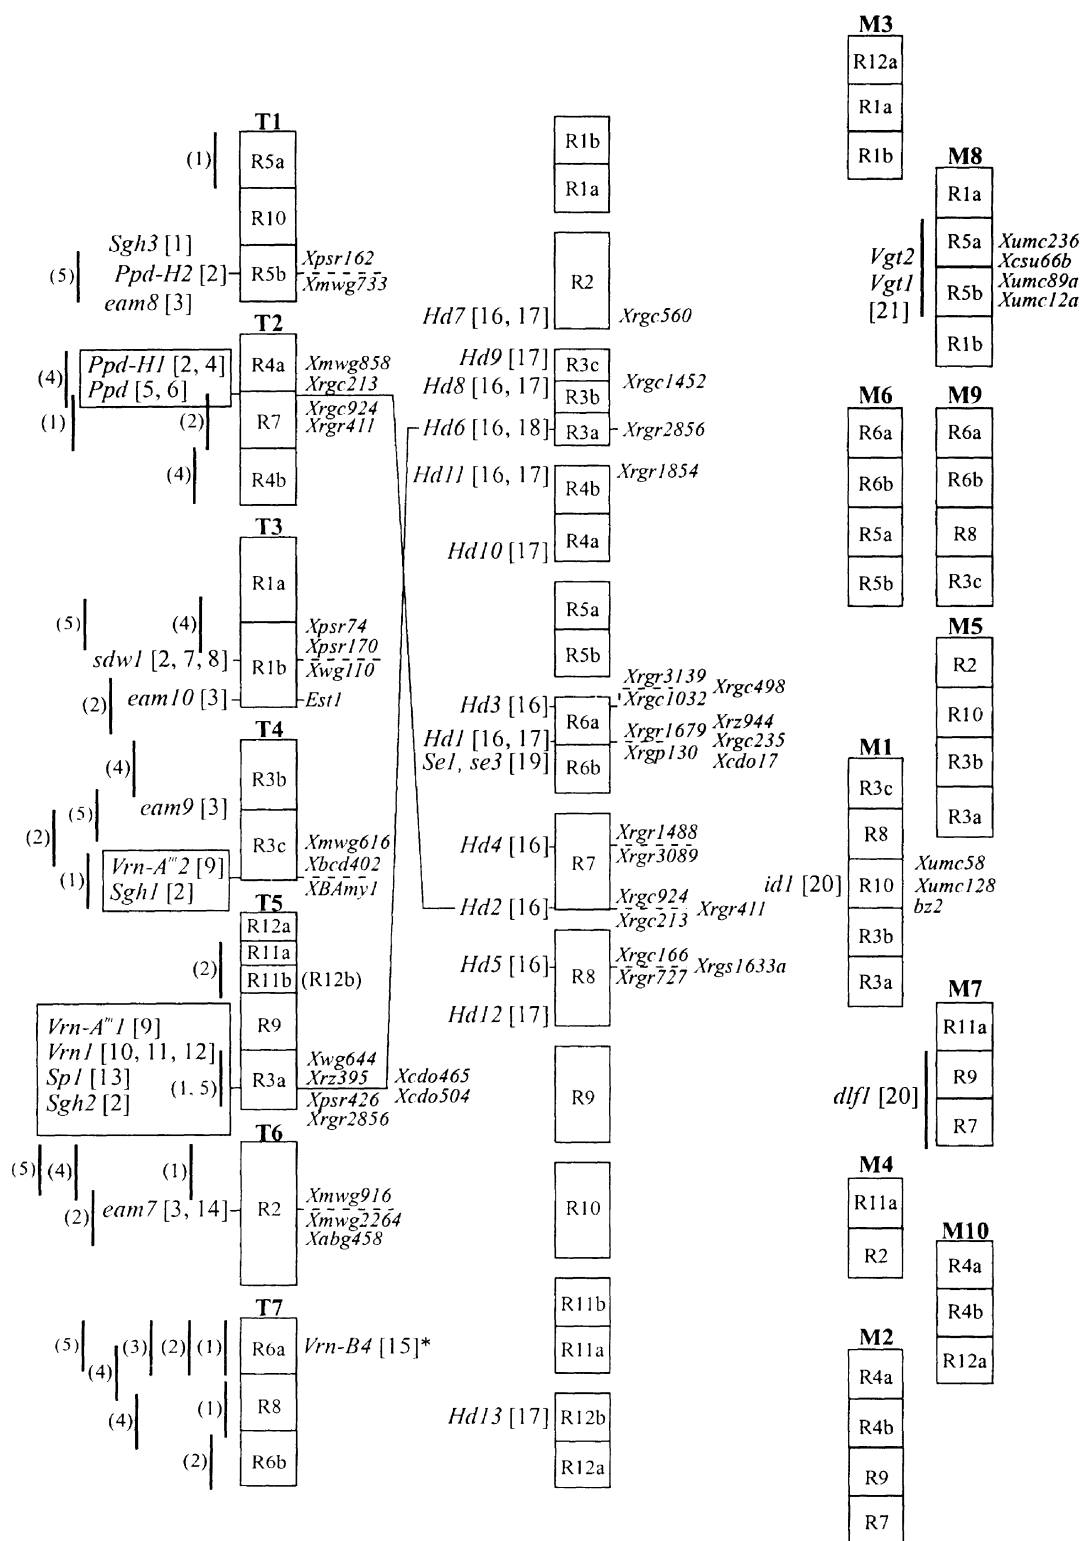 T1
(1)
R5a
R10
Sgh3 [1]
(5)
Ppd-H2 [2]
eam8 [3]
R5b
Xpsr162
Xmwg733
T2
(4)
Ppd-H1 [2, 4]
Ppd [5, 6]
R4a
Xmwg858
Xrgc213
(1)
(2)
R7
Xrgc924
Xrgr411
(4)
R4b
T3
R1a
(5)
(4)
Xpsr74
Xpsr170
Xwg110
sdw1 [2, 7, 8]
R1b
(2)
eam10 [3]
Est1
T4
(4)
R3b
eam9 [3]
(5)
(2)
R3c
Xmwg616
Xbcd402
XBAmy1
(1)
Vrn-A'''2 [9]
Sgh1 [2]
T5
R12a
R11a
R11b
(R12b)
(2)
R9
Vrn-A'''1 [9]
Vrn1 [10, 11, 12]
Sp1 [13]
Sgh2 [2]
(1, 5)
R3a
Xwg644
Xrz395
Xpsr426
Xrgr2856
Xcdo465
Xcdo504
T6
(5)
(4)
(1)
(2)
eam7 [3, 14]
R2
Xmwg916
Xmwg2264
Xabg458
T7
(5)
(3)
(2)
(1)
R6a
Vrn-B4 [15]*
(4)
(4)
(1)
R8
(2)
R6b
R1b
R1a
R2
Hd7 [16, 17]
Xrgc560
Hd9 [17]
R3c
Hd8 [16, 17]
R3b
Xrgc1452
Hd6 [16, 18]
R3a
Xrgr2856
Hd11 [16, 17]
R4b
Xrgr1854
Hd10 [17]
R4a
R5a
R5b
Hd3 [16]
R6a
Xrgr3139
Xrgc1032
Xrgc498
Hd1 [16, 17]
Se1, se3 [19]
R6b
Xrgr1679
Xrgp130
Xrz944
Xrgc235
Xcdo17
Hd4 [16]
R7
Xrgr1488
Xrgr3089
Hd2 [16]
Xrgc924
Xrgc213
Xrgr411
Hd5 [16]
R8
Xrgc166
Xrgr727
Xrgs1633a
Hd12 [17]
R9
R10
R11b
R11a
Hd13 [17]
R12b
R12a
M3
R12a
R1a
R1b
M8
R1a
R5a
R5b
R1b
Vgt2
Vgt1
[21]
Xumc236
Xcsu66b
Xumc89a
Xumc12a
M6
R6a
R6b
R5a
R5b
M9
R6a
R6b
R8
R3c
M5
R2
R10
R3b
R3a
M1
R3c
R8
id1 [20]
R10
Xumc58
Xumc128
bz2
R3b
R3a
M7
R11a
dlf1 [20]
R9
R7
M4
R11a
R2
M10
R4a
R4b
R12a
M2
R4a
R4b
R9
R7